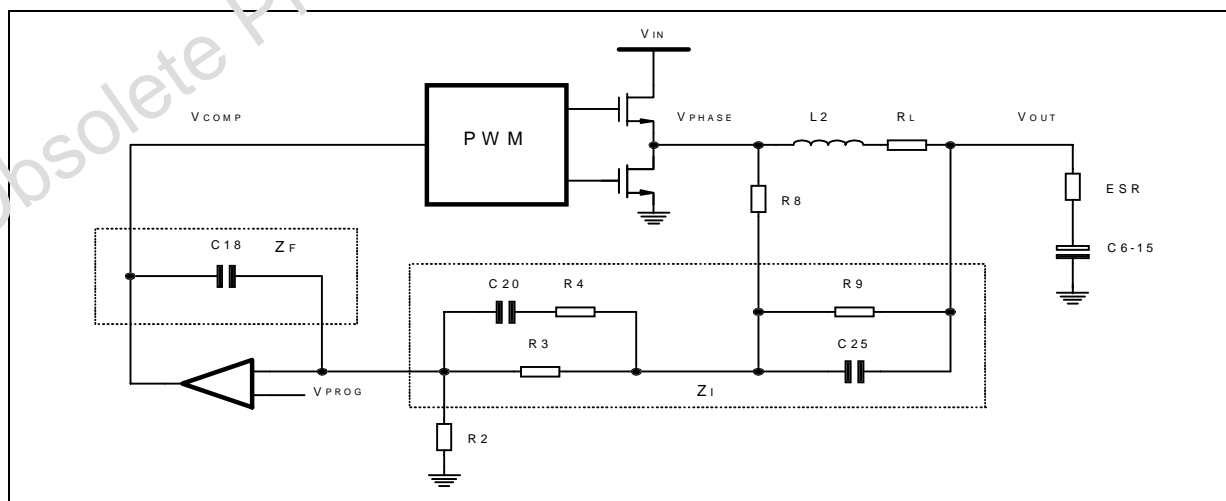 Obsolete Pr
VIN
VCOMP
PWM
VPHASE
L2
RL
VOUT
R8
ESR
C18
ZF
C6-15
C20
R4
R9
R3
C25
VPROG
ZI
R2